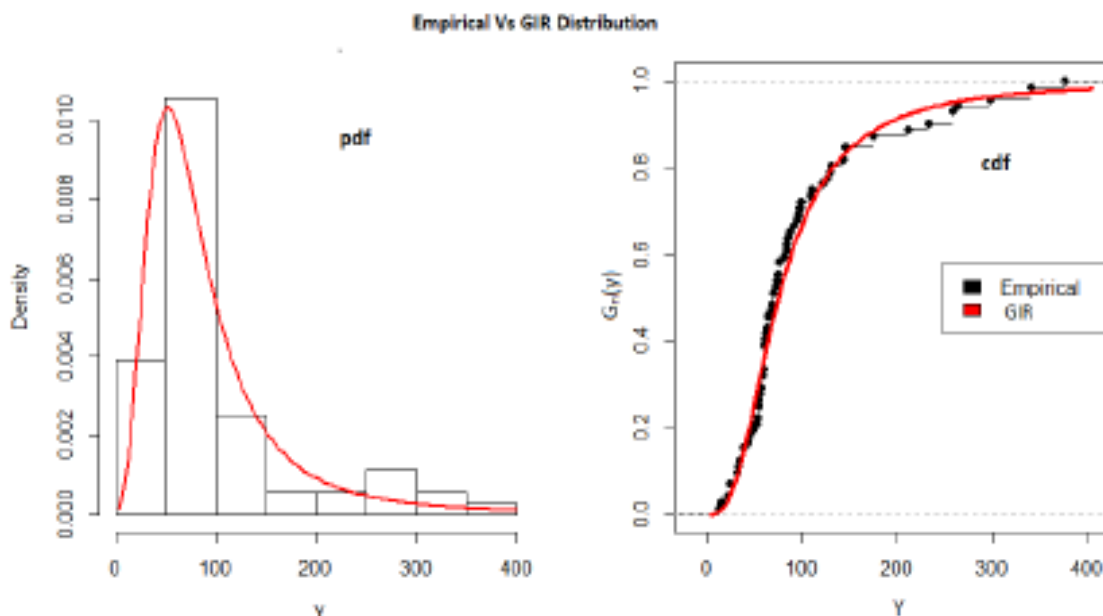 Empirical Vs GIR Distribution
pdf
Density
0.000 0.002 0.004 0.006 0.008 0.010
0 100 200 300 400
y
cdf
Gₙ(y)
0.0 0.2 0.4 0.6 0.8 1.0
Empirical
GIR
0 100 200 300 400
Y